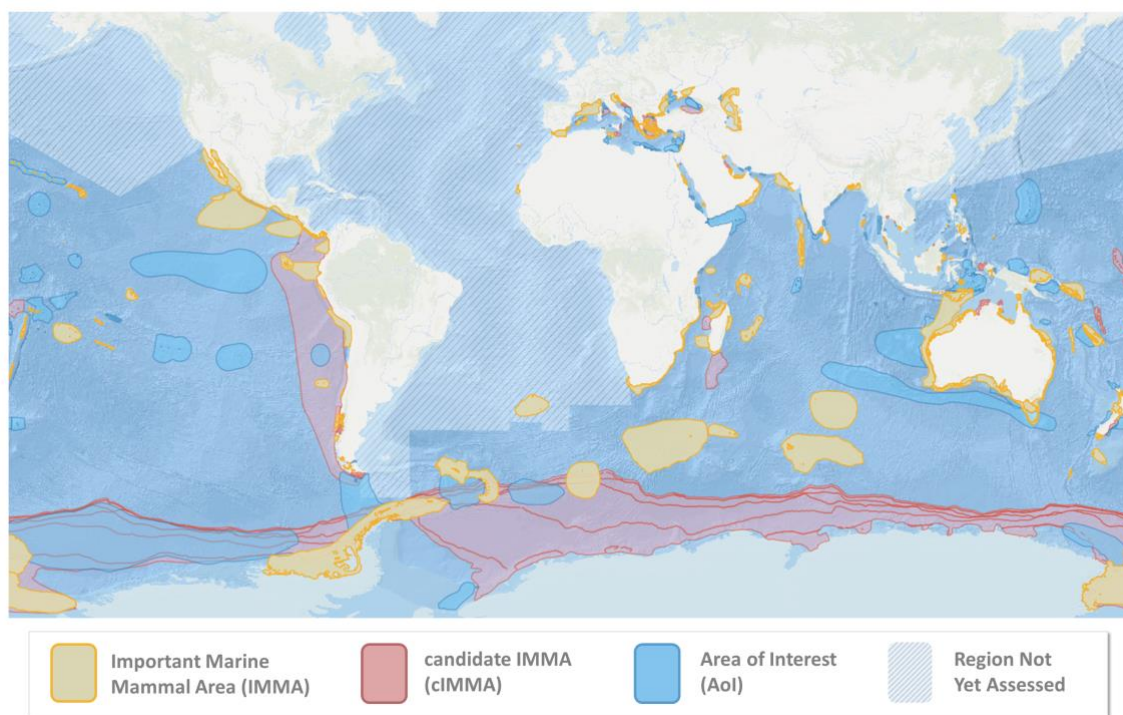 Important Marine
Mammal Area (IMMA)
candidate IMMA
(cIMMA)
Area of Interest
(AoI)
Region Not
Yet Assessed